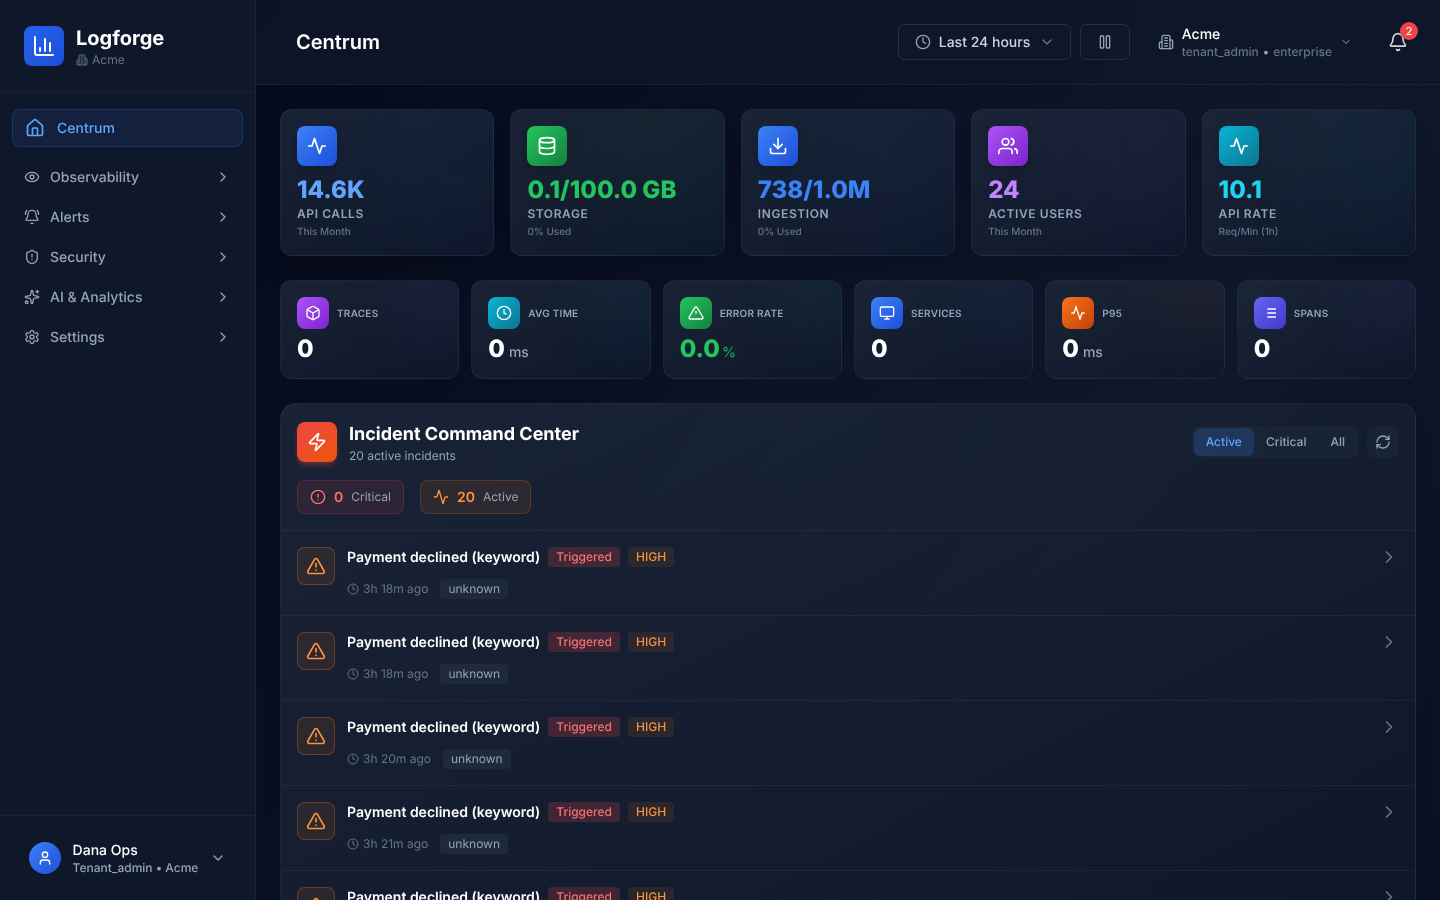 Logforge
Acme
Centrum
Observability
Alerts
Security
AI & Analytics
Settings
Dana Ops
Tenant_admin • Acme
Centrum
Last 24 hours
Acme
tenant_admin • enterprise
2
14.6K
API CALLS
This Month
0.1/100.0 GB
STORAGE
0% Used
738/1.0M
INGESTION
0% Used
24
ACTIVE USERS
This Month
10.1
API RATE
Req/Min (1h)
TRACES
0
AVG TIME
0 ms
ERROR RATE
0.0 %
SERVICES
0
P95
0 ms
SPANS
0
Incident Command Center
20 active incidents
Active Critical All
0 Critical
20 Active
Payment declined (keyword) Triggered HIGH
3h 18m ago unknown
Payment declined (keyword) Triggered HIGH
3h 18m ago unknown
Payment declined (keyword) Triggered HIGH
3h 20m ago unknown
Payment declined (keyword) Triggered HIGH
3h 21m ago unknown
Payment declined (keyword) Triggered HIGH